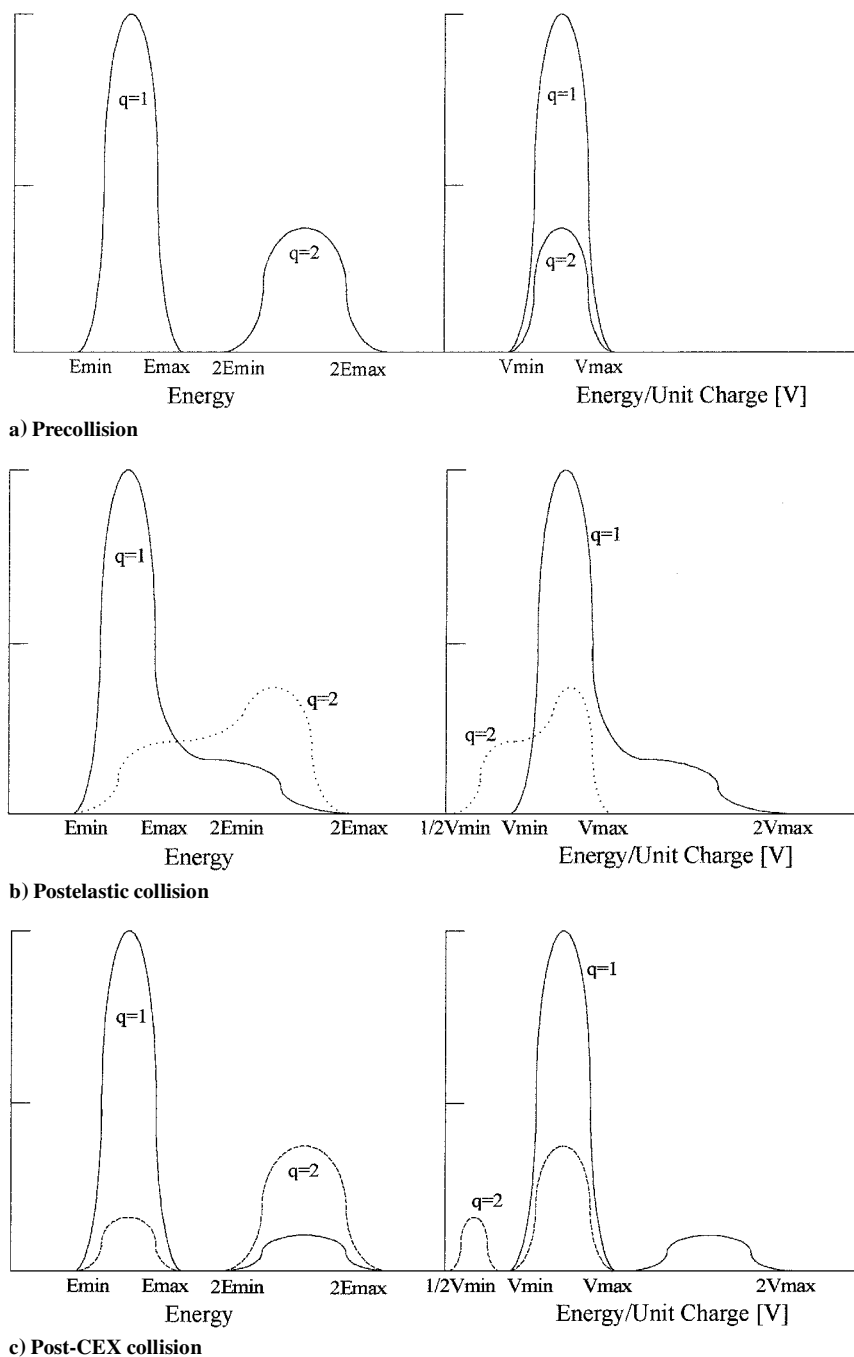 q=1
q=2
Emin Emax 2Emin 2Emax
Energy
q=1
q=2
Vmin Vmax
Energy/Unit Charge [V]
a) Precollision
q=1
q=2
Emin Emax 2Emin 2Emax
Energy
q=1
q=2
1/2Vmin Vmin Vmax 2Vmax
Energy/Unit Charge [V]
b) Postelastic collision
q=1
q=2
Emin Emax 2Emin 2Emax
Energy
q=1
q=2
1/2Vmin Vmin Vmax 2Vmax
Energy/Unit Charge [V]
c) Post-CEX collision